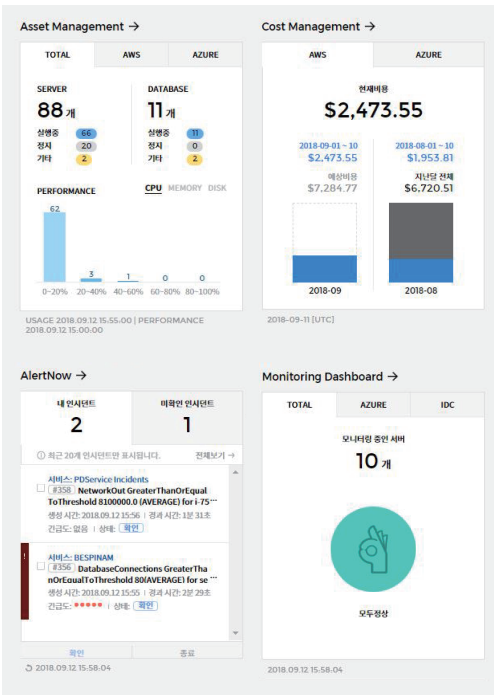 Asset Management →
TOTAL AWS AZURE
SERVER
88 개
실행중 66
정지 20
기타 2
DATABASE
11 개
실행중 11
정지 0
기타 2
PERFORMANCE CPU MEMORY DISK
62 3 1 0 0
0-20% 20-40% 40-60% 60-80% 80-100%
USAGE 2018.09.12 15:55:00 | PERFORMANCE
2018.09.12 15:00:00
Cost Management →
AWS AZURE
현재비용
$2,473.55
2018-09-01 ~ 10
$2,473.55
예상비용
$7,284.77
2018-09
2018-08-01 ~ 10
$1,953.81
지난달 전체
$6,720.51
2018-08
2018-09-11 [UTC]
AlertNow →
내 인시던트
2
미확인 인시던트
1
최근 20개 인시던트만 표시됩니다. 전체보기 →
서비스: PDService Incidents
#358 NetworkOut GreaterThanOrEqual
ToThreshold 8100000.0 (AVERAGE) for i-75…
생성 시간: 2018.09.12 15:56 | 경과 시간: 1분 31초
긴급도: 없음 | 상태: 확인
!
서비스: BESPINAM
#356 DatabaseConnections GreaterTha
nOrEqualToThreshold 80(AVERAGE) for se…
생성 시간: 2018.09.12 15:55 | 경과 시간: 2분 29초
긴급도: ●●●●● | 상태: 확인
확인 종료
2018.09.12 15:58:04
Monitoring Dashboard →
TOTAL AZURE IDC
모니터링 중인 서버
10 개
모두정상
2018.09.12 15:58:04